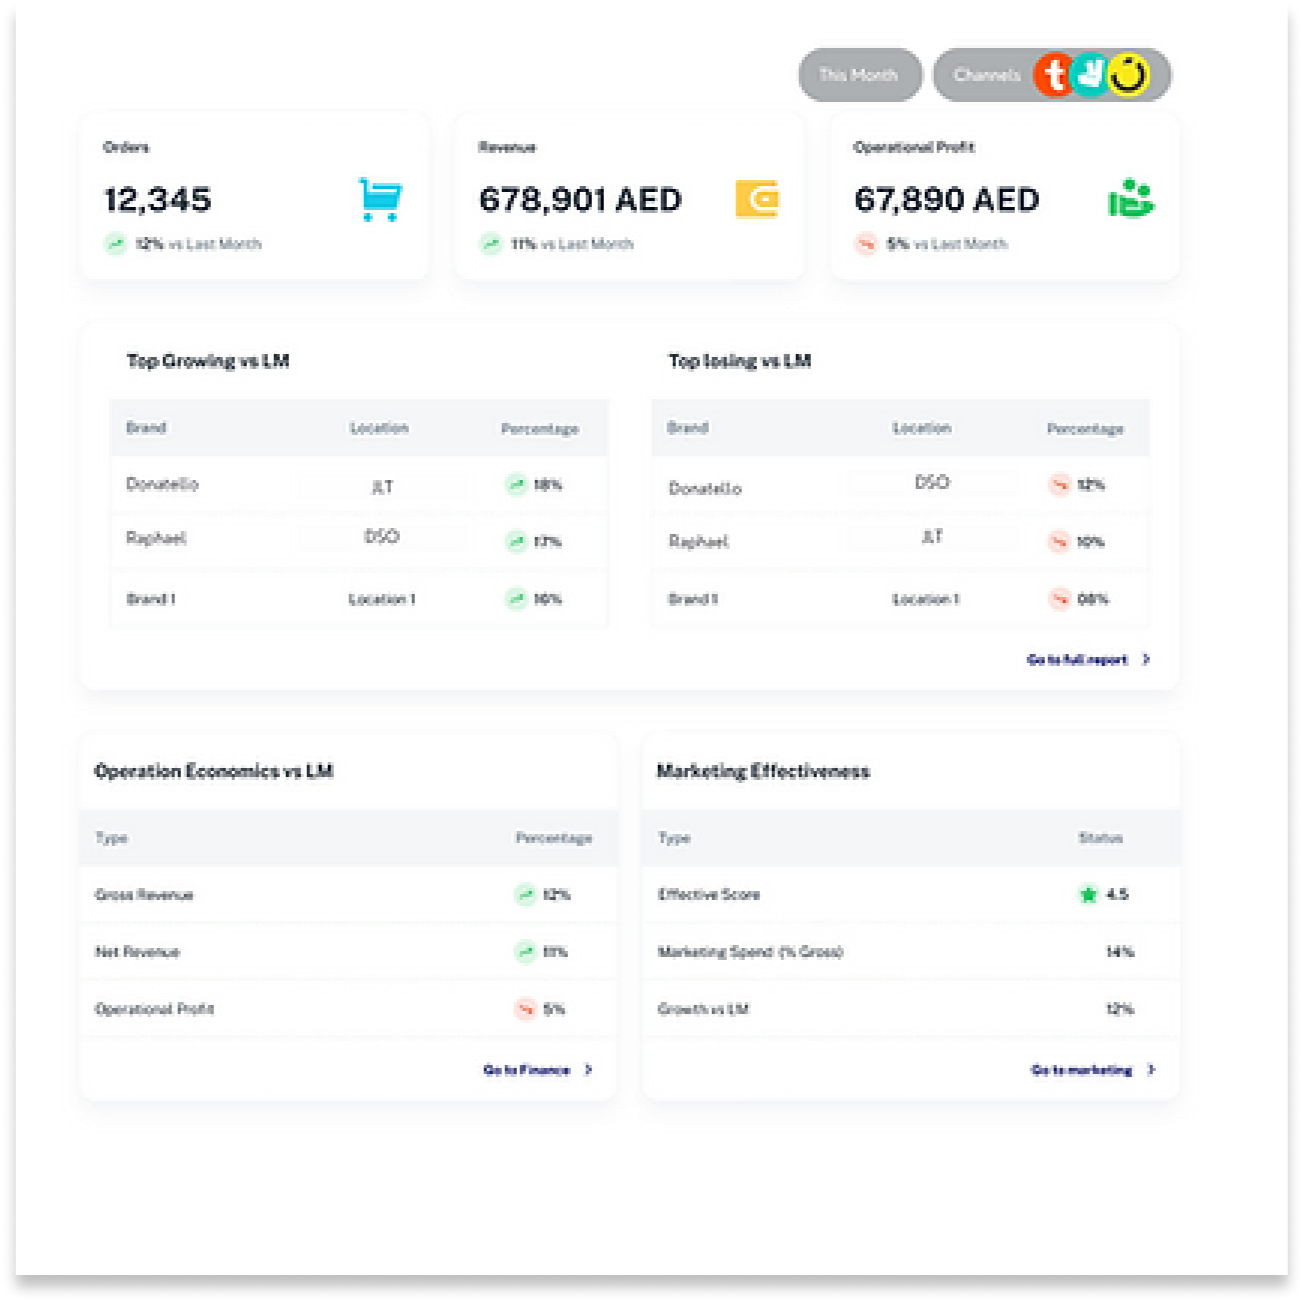 This Month Channels t
Orders Revenue Operational Profit
12,345 678,901 AED 67,890 AED
12% vs Last Month 11% vs Last Month 5% vs Last Month
Top Growing vs LM Top losing vs LM
Brand Location Percentage Brand Location Percentage
Donatello JLT 18% Donatello DSO 12%
Raphael DSO 17% Raphael JLT 10%
Brand 1 Location 1 16% Brand 1 Location 1 08%
Go to full report
Operation Economics vs LM Marketing Effectiveness
Type Percentage Type Status
Gross Revenue 12% Effective Score 4.5
Net Revenue 11% Marketing Spend (% Gross) 14%
Operational Profit 5% Growth vs LM 12%
Go to Finance Go to marketing